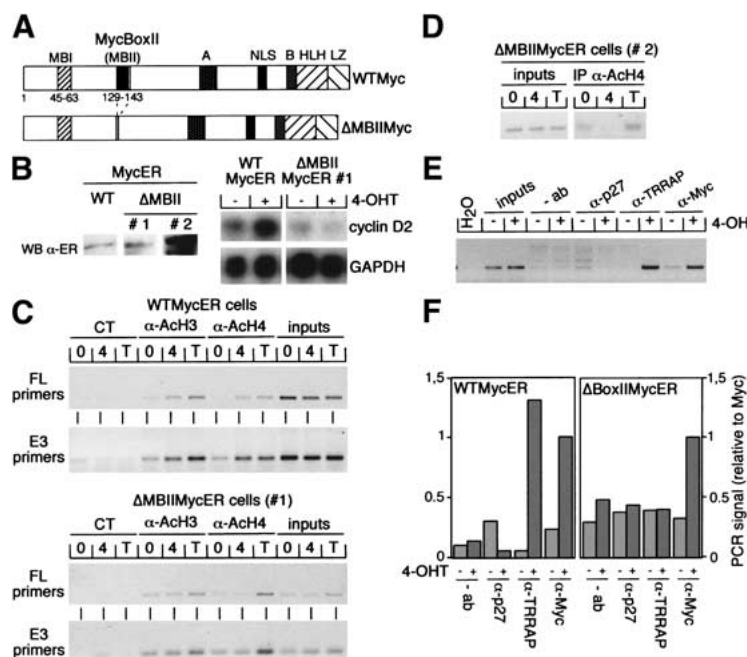 A
MycBoxII
MBI (MBII) A NLS B HLH LZ
WTMyc
1 45-63 129-143
ΔMBIIMyc
B
MycER
WT ΔMBII
# 1 # 2
WB α-ER
WT MycER ΔMBII MycER #1
- + - + 4-OHT
cyclin D2
GAPDH
C
WTMycER cells
CT α-AcH3 α-AcH4 inputs
0 4 T 0 4 T 0 4 T 0 4 T
FL primers
E3 primers
ΔMBIIMycER cells (#1)
CT α-AcH3 α-AcH4 inputs
0 4 T 0 4 T 0 4 T 0 4 T
FL primers
E3 primers
D
ΔMBIIMycER cells (# 2)
inputs IP α-AcH4
0 4 T 0 4 T
E
H2O inputs - ab α-p27 α-TRRAP α-Myc
- + - + - + - + - + 4-OH
F
1,5 WTMycER ΔBoxIIMycER 1,5
1 1
0.5 0.5
0 0
PCR signal (relative to Myc)
4-OHT - + - + - + - + - + - + - + - +
- ab α-p27 α-TRRAP α-Myc - ab α-p27 α-TRRAP α-Myc